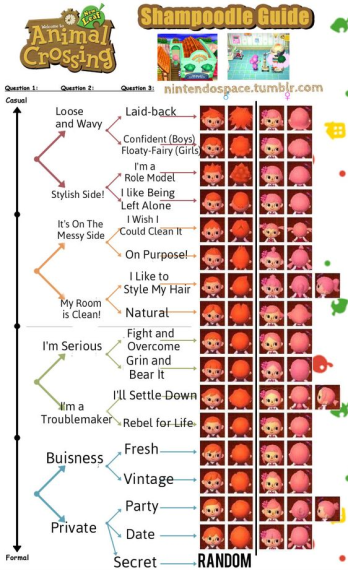 Welcome to
New Leaf
Animal
Crossing
Shampoodle Guide
nintendospace.tumblr.com
Question 1: Question 2: Question 3:
Casual
Loose
and Wavy
Laid-back
Confident (Boys)
Floaty-Fairy (Girls)
Stylish Side!
I'm a
Role Model
I like Being
Left Alone
It's On The
Messy Side
I Wish I
Could Clean It
On Purpose!
My Room
is Clean!
I Like to
Style My Hair
Natural
I'm Serious
Fight and
Overcome
Grin and
Bear It
I'm a
Troublemaker
I'll Settle Down
Rebel for Life
Buisness
Fresh
Vintage
Private
Party
Date
Secret
RANDOM
Formal